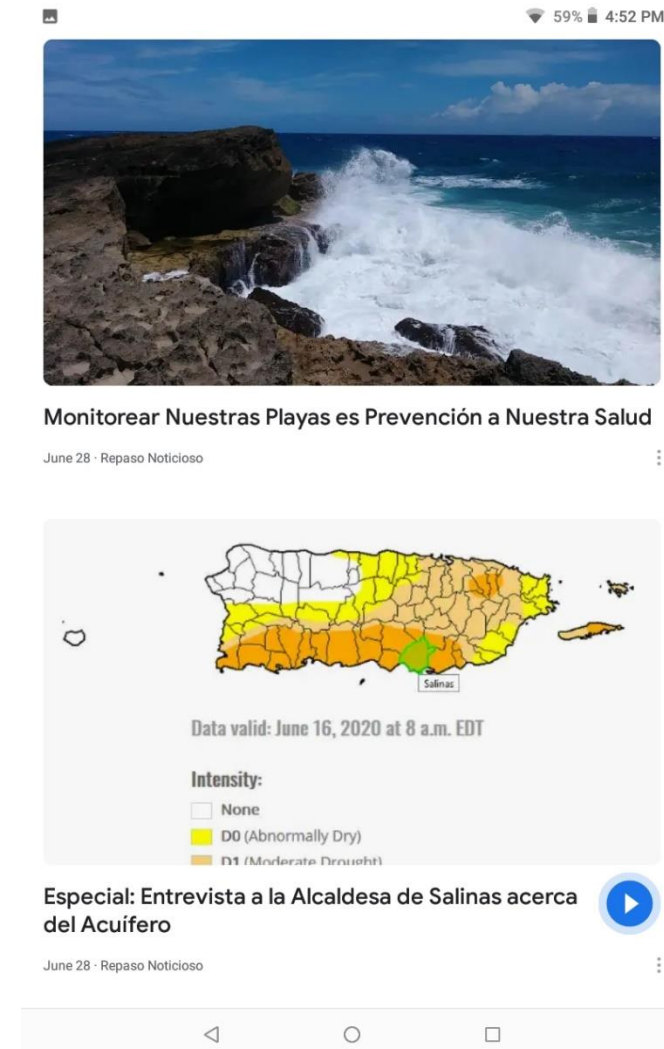 59% 4:52 PM
Monitorear Nuestras Playas es Prevención a Nuestra Salud
June 28 · Repaso Noticioso
Salinas
Data valid: June 16, 2020 at 8 a.m. EDT
Intensity:
None
D0 (Abnormally Dry)
D1 (Moderate Drought)
Especial: Entrevista a la Alcaldesa de Salinas acerca
del Acuífero
June 28 · Repaso Noticioso